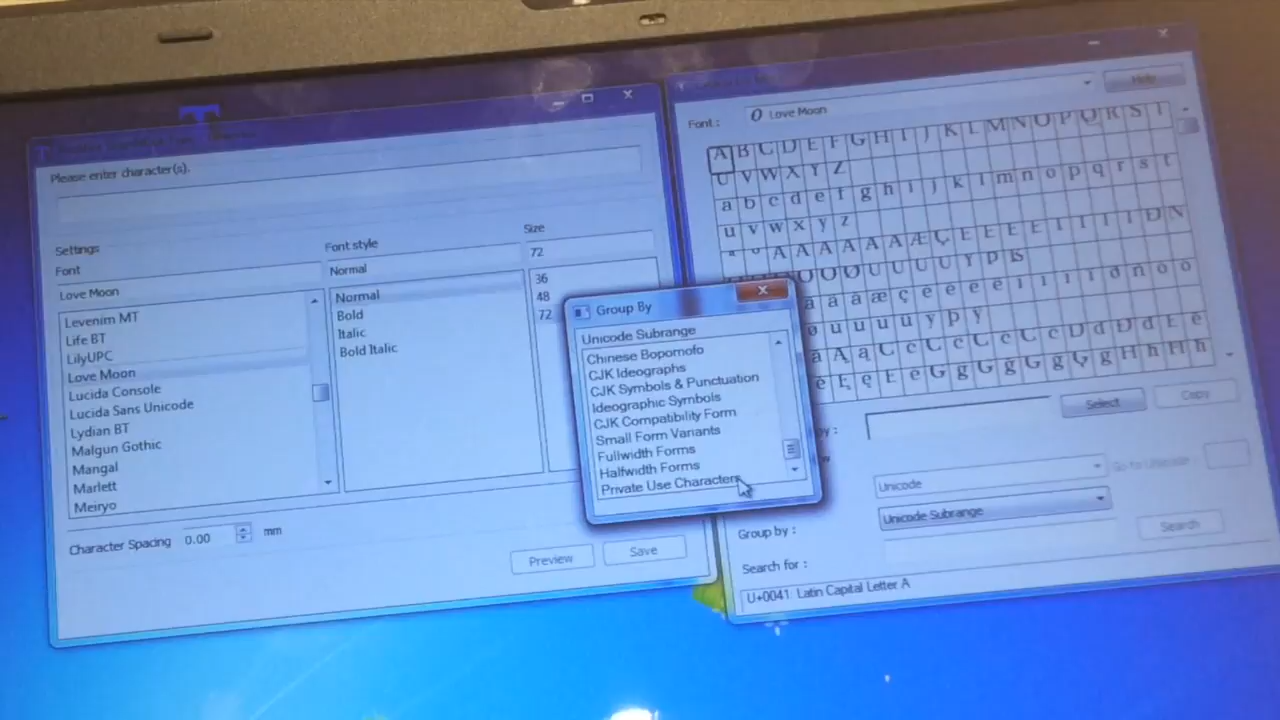 Please enter character(s).
Settings
Font
Love Moon
Levenim MT
Life BT
LilyUPC
Love Moon
Lucida Console
Lucida Sans Unicode
Lydian BT
Malgun Gothic
Mangal
Marlett
Meiryo
Font style
Normal
Normal
Bold
Italic
Bold Italic
Size
72
36
48
72
Character Spacing 0.00 mm
Preview Save
Group By
Unicode Subrange
Chinese Bopomofo
CJK Ideographs
CJK Symbols & Punctuation
Ideographic Symbols
CJK Compatibility Form
Small Form Variants
Fullwidth Forms
Halfwidth Forms
Private Use Characters
Help
Font : Love Moon
A B C D E F G H I J K L M N O P Q R S T
U V W X Y Z
a b c d e f g h i j k l m n o p q r s t
u v w x y z
Select Copy
Unicode Go to Unicode
Group by : Unicode Subrange
Search for : Search
U+0041: Latin Capital Letter A